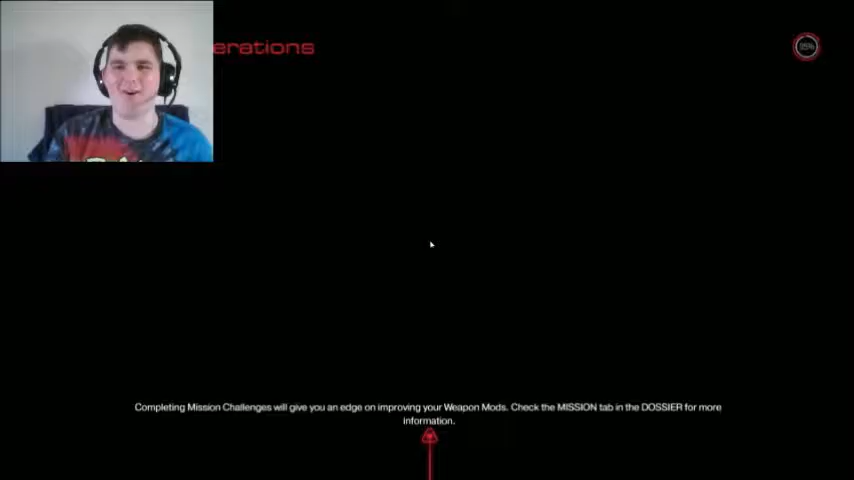 erations
Completing Mission Challenges will give you an edge on improving your Weapon Mods. Check the MISSION tab in the DOSSIER for more
information.